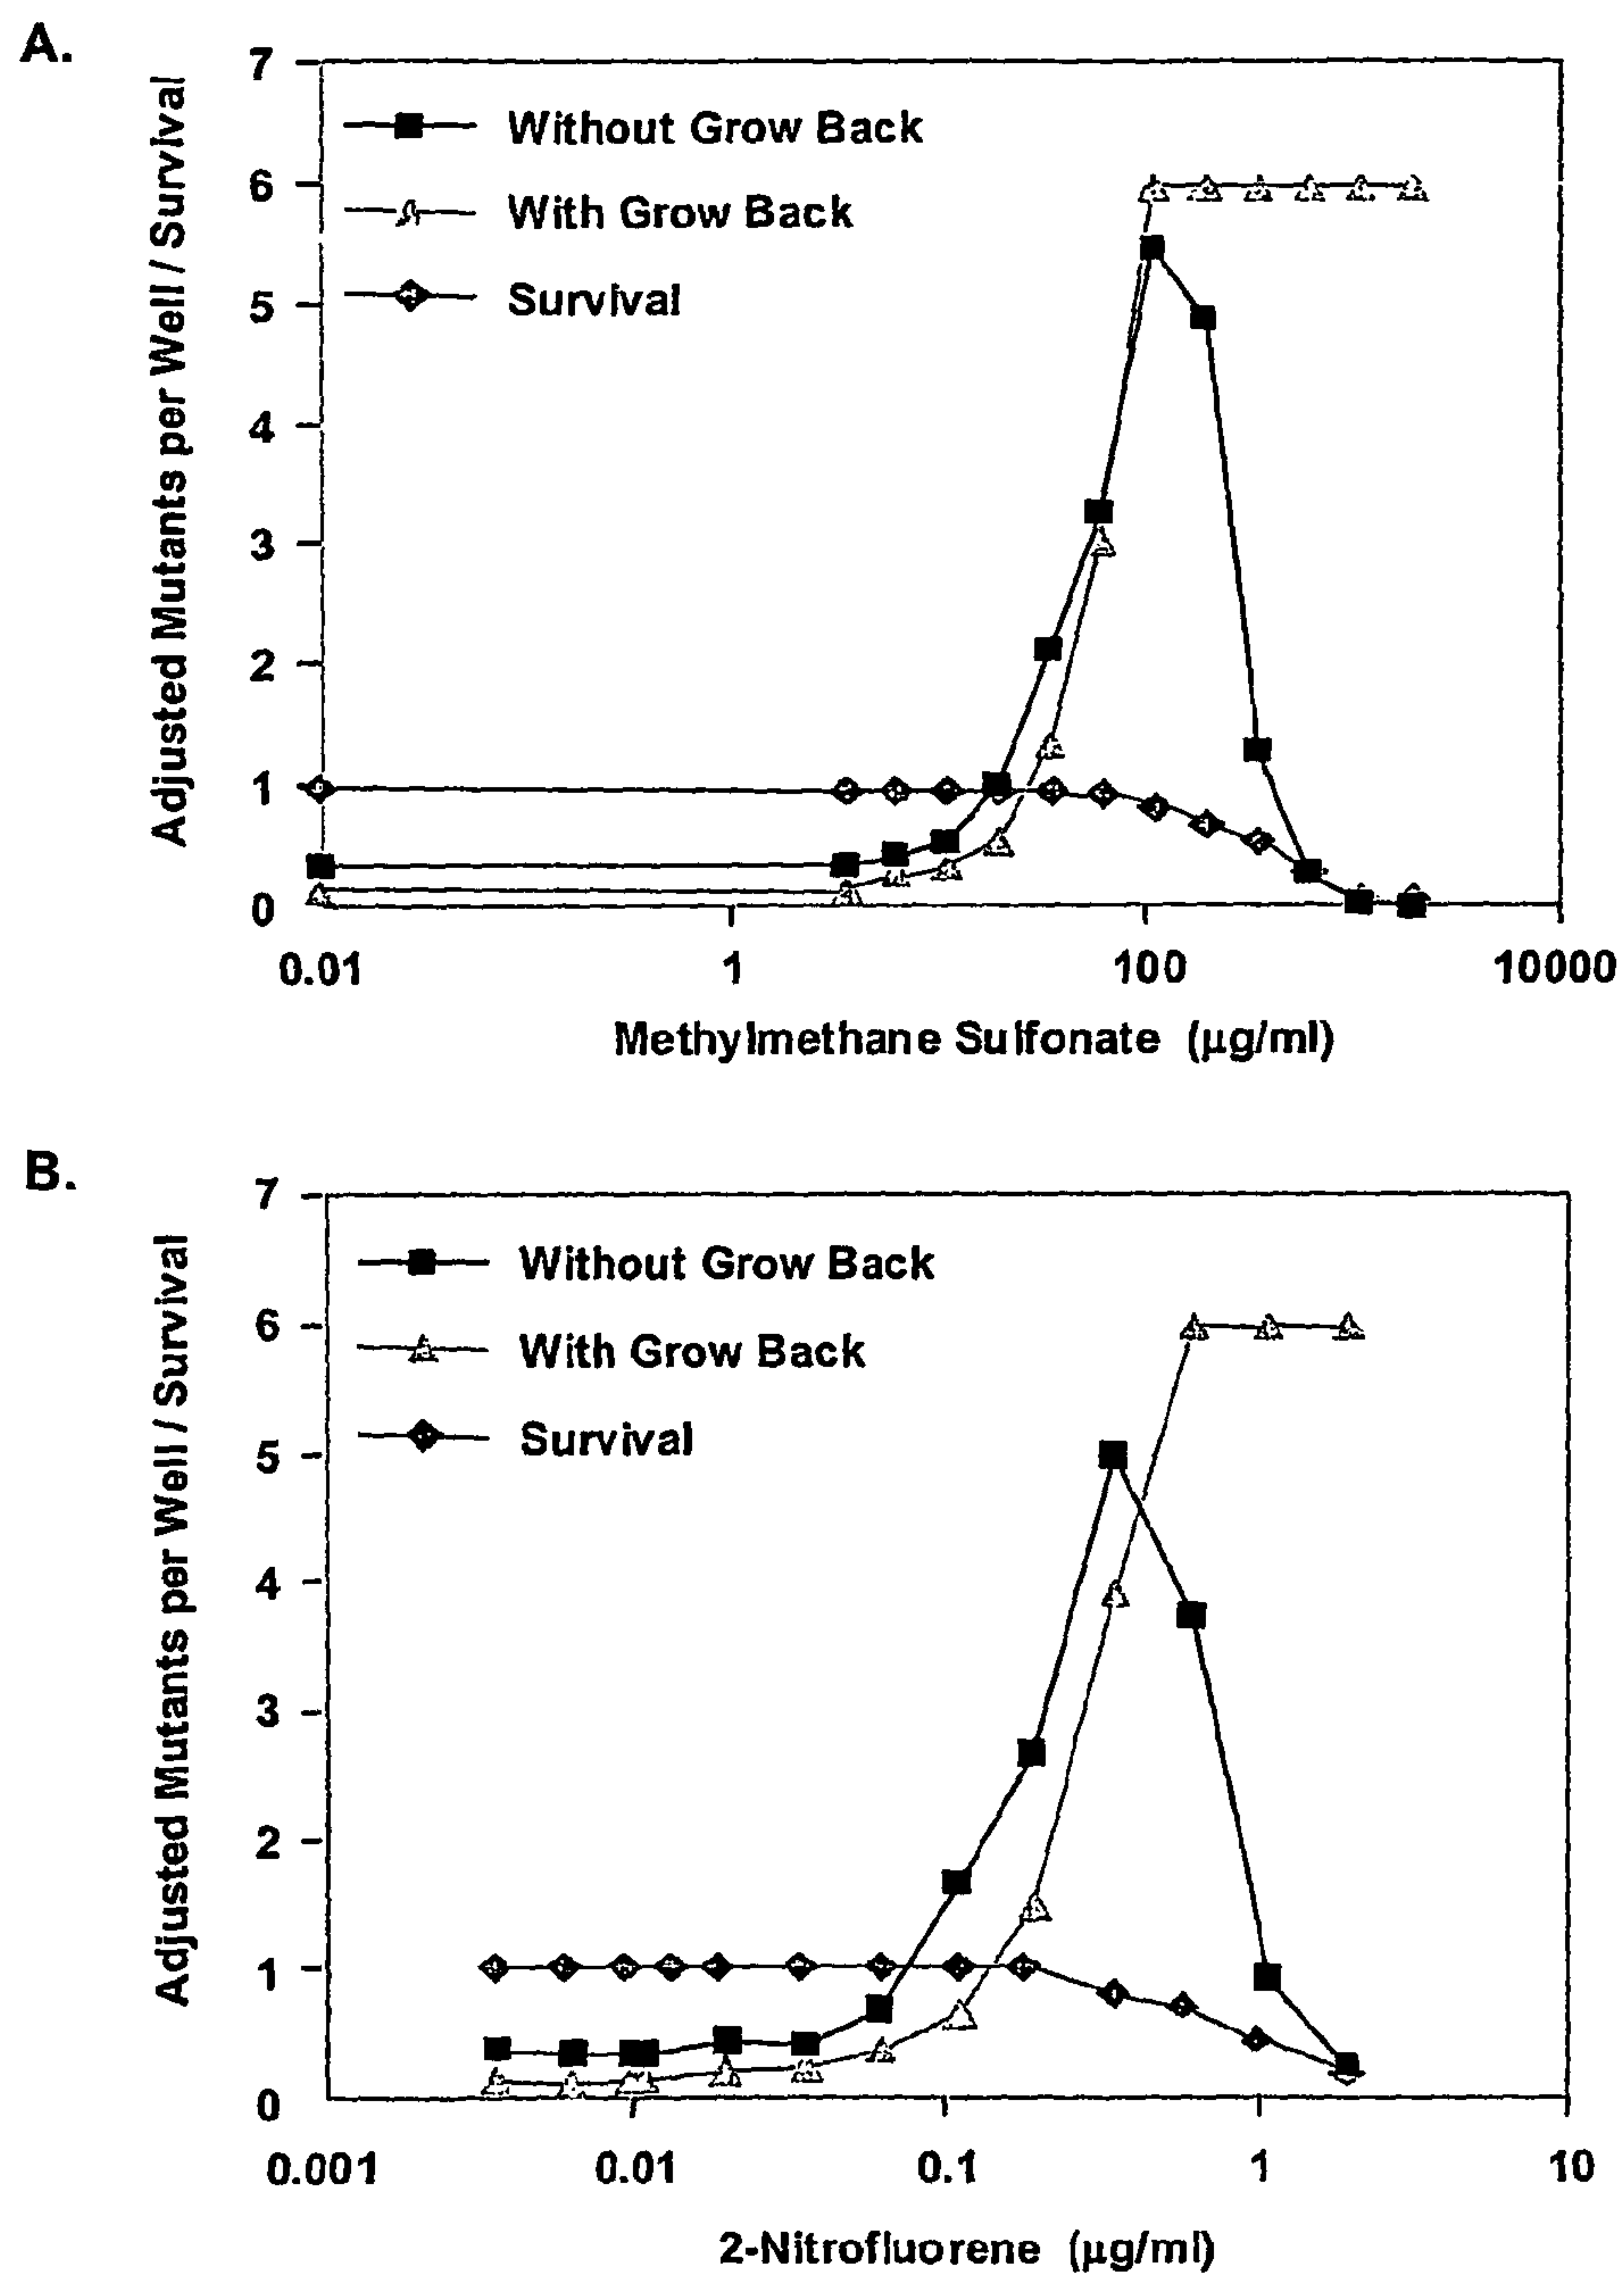 A.
Adjusted Mutants per Well / Survival
7
6
5
4
3
2
1
0
Without Grow Back
With Grow Back
Survival
0.01 1 100 10000
Methylmethane Sulfonate (μg/ml)
B.
Adjusted Mutants per Well / Survival
7
6
5
4
3
2
1
0
Without Grow Back
With Grow Back
Survival
0.001 0.01 0.1 1 10
2-Nitrofluorene (μg/ml)